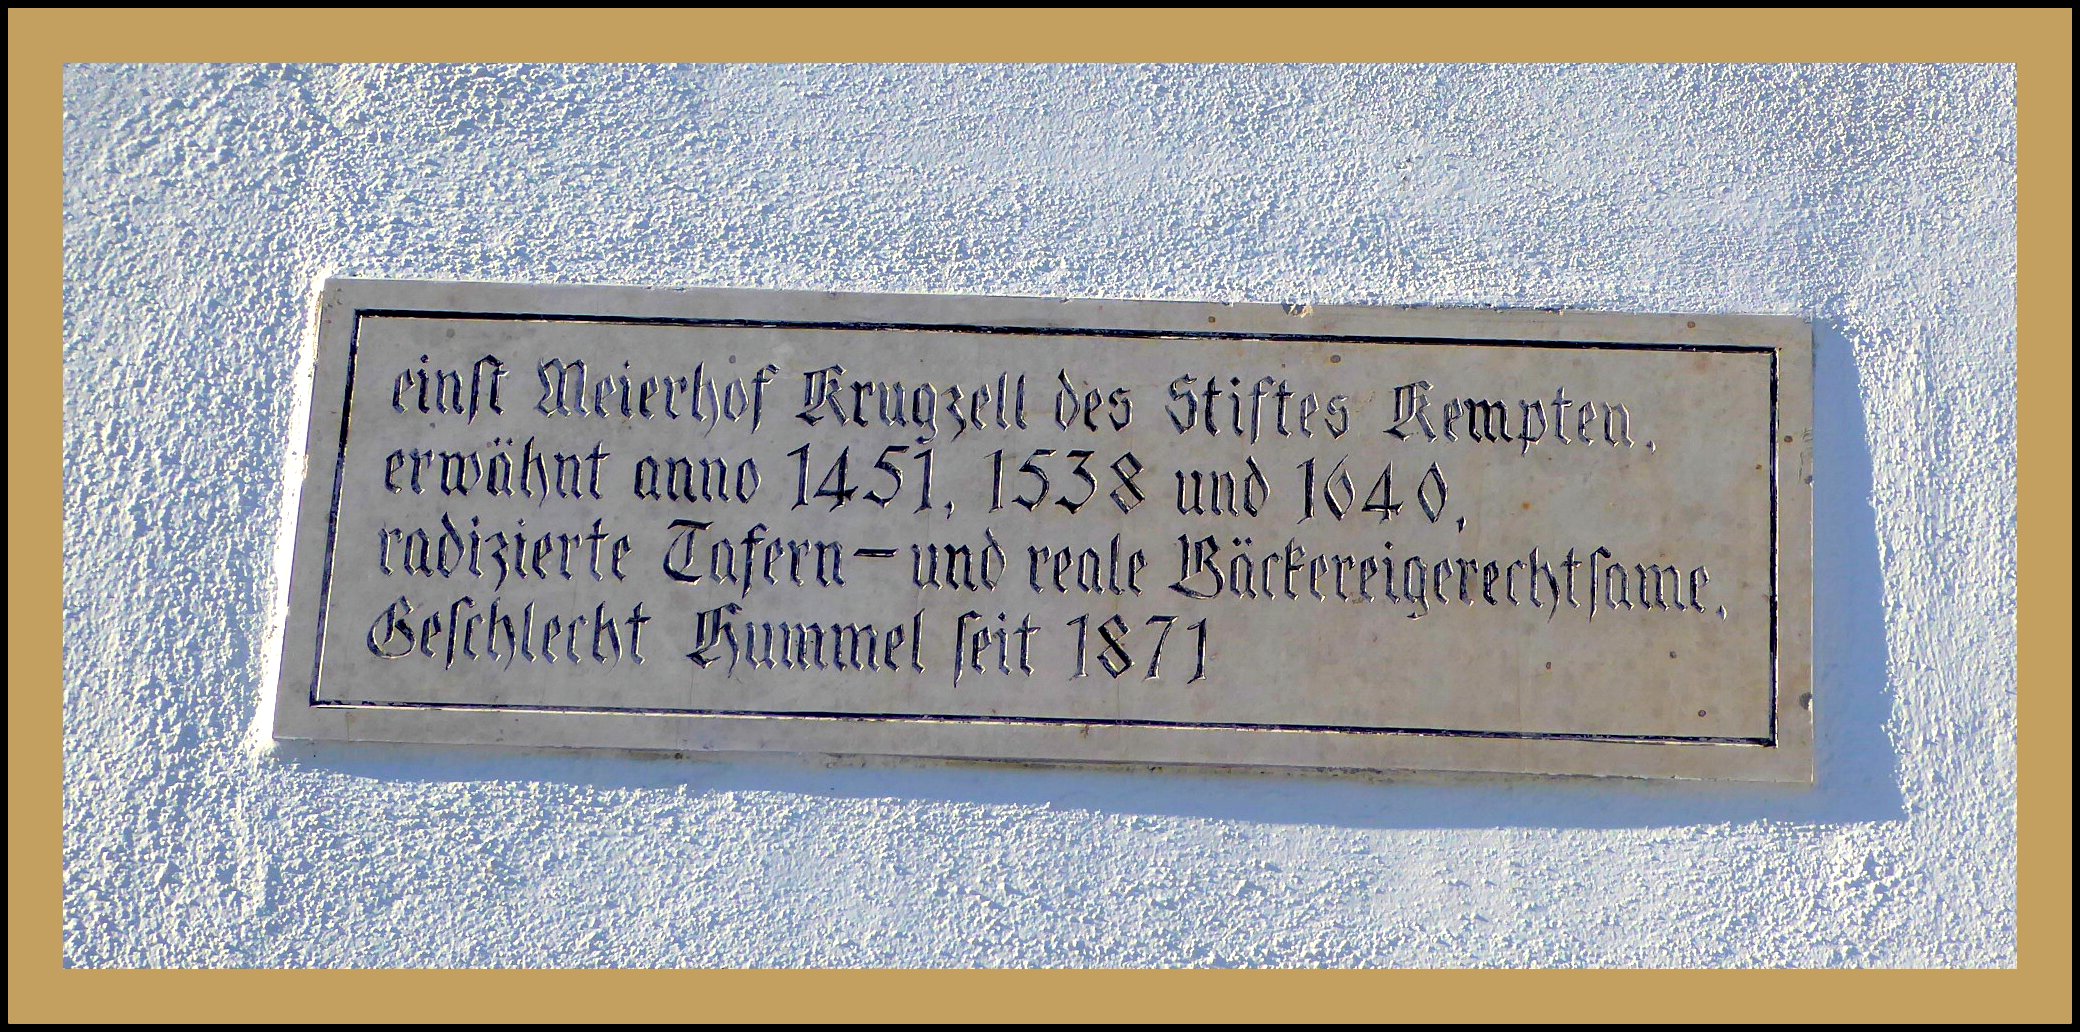 einst Meierhof Krugzell des Stiftes Kempten.
erwähnt anno 1451, 1538 und 1640,
radizierte Tafern- und reale Bäckereigerechtsame,
Geschlecht Hummel seit 1871